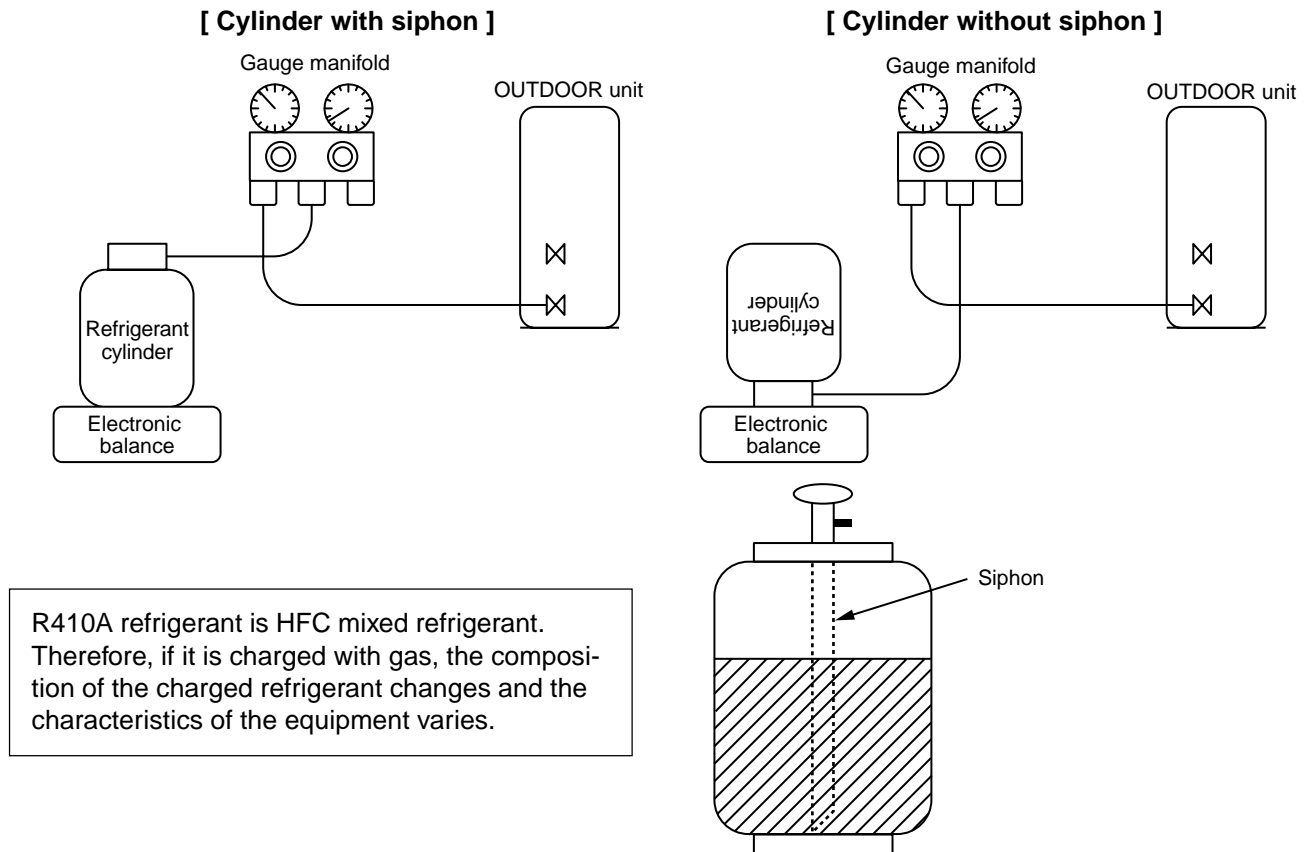 [ Cylinder with siphon ]
Gauge manifold
OUTDOOR unit
Refrigerant
cylinder
Electronic
balance
[ Cylinder without siphon ]
Gauge manifold
OUTDOOR unit
Refrigerant
cylinder
Electronic
balance
Siphon
R410A refrigerant is HFC mixed refrigerant.
Therefore, if it is charged with gas, the composi-
tion of the charged refrigerant changes and the
characteristics of the equipment varies.